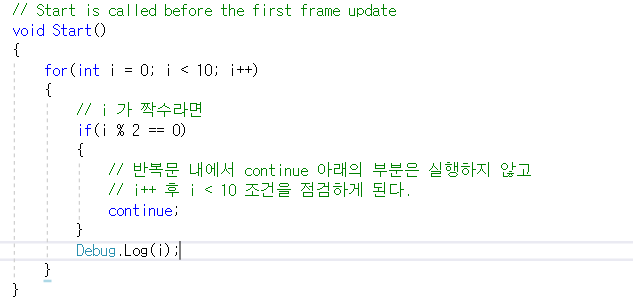 // Start is called before the first frame update
void Start()
{
for(int i = 0; i < 10; i++)
{
// i 가 짝수라면
if(i % 2 == 0)
{
// 반복문 내에서 continue 아래의 부분은 실행하지 않고
// i++ 후 i < 10 조건을 점검하게 된다.
continue;
}
Debug.Log(i);
}
}